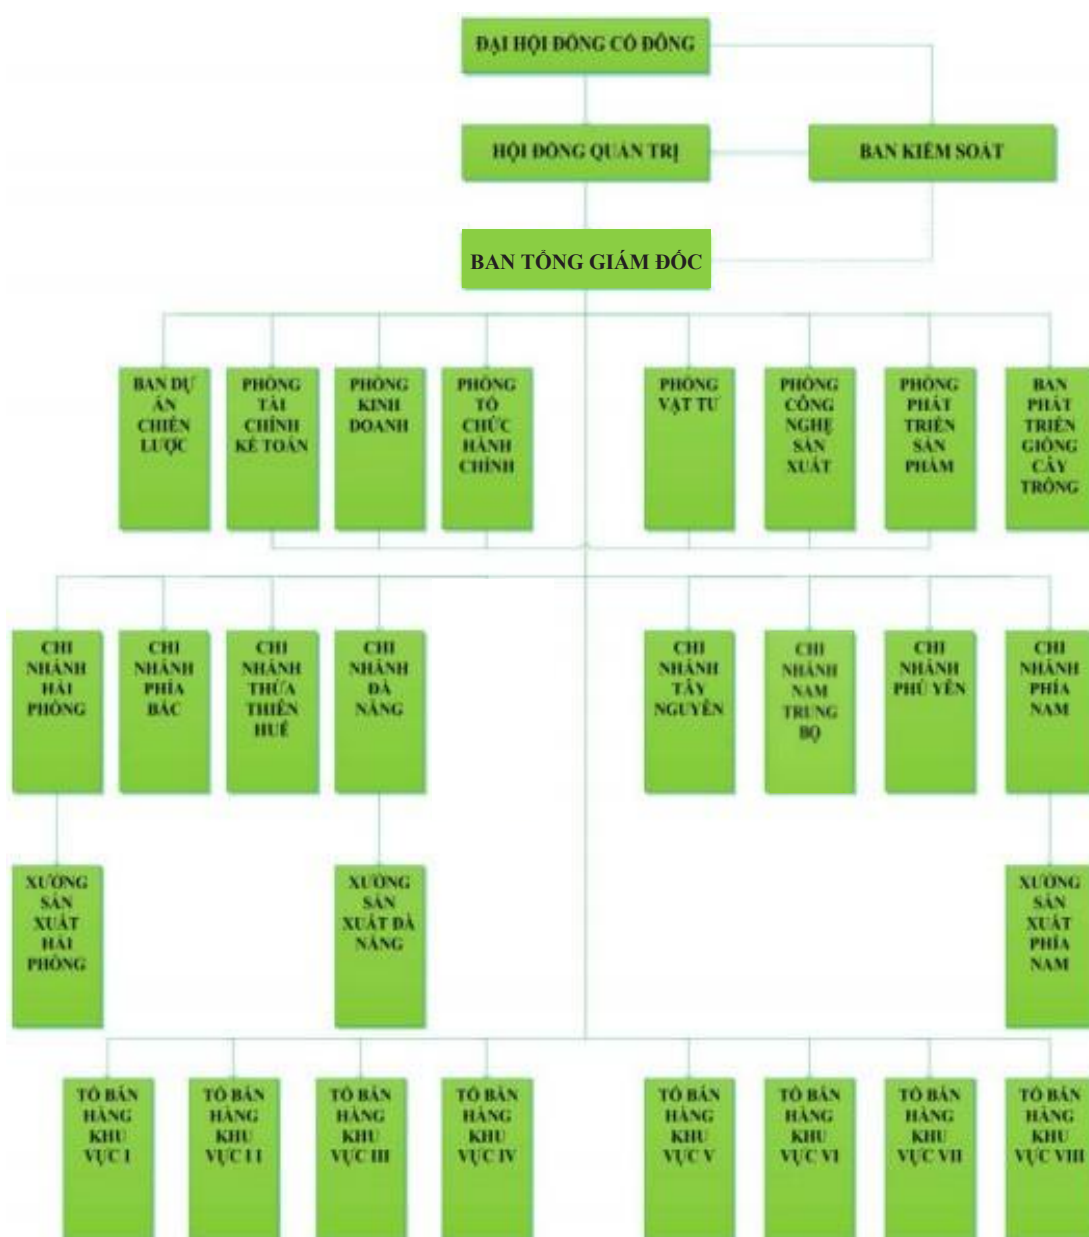 ĐẠI HỘI ĐỒNG CỔ ĐÔNG
HỘI ĐỒNG QUẢN TRỊ
BAN KIỂM SOÁT
BAN TỔNG GIÁM ĐỐC
BAN DỰ
ÁN
CHIẾN
LƯỢC
PHÒNG
TÀI
CHÍNH
KẾ TOÁN
PHÒNG
KINH
DOANH
PHÒNG
TỔ
CHỨC
HÀNH
CHÍNH
PHÒNG
VẬT TƯ
PHÒNG
CÔNG
NGHỆ
SẢN
XUẤT
PHÒNG
PHÁT
TRIỂN
SẢN
PHẨM
BAN
PHÁT
TRIỂN
GIỐNG
CÂY
TRỒNG
CHI
NHÁNH
HẢI
PHÒNG
CHI
NHÁNH
PHÍA
BẮC
CHI
NHÁNH
THỪA
THIÊN
HUẾ
CHI
NHÁNH
ĐÀ
NẴNG
CHI
NHÁNH
TÂY
NGUYÊN
CHI
NHÁNH
NAM
TRUNG
BỘ
CHI
NHÁNH
PHÚ YÊN
CHI
NHÁNH
PHÍA
NAM
XƯỞNG
SẢN
XUẤT
HẢI
PHÒNG
XƯỞNG
SẢN
XUẤT ĐÀ
NẴNG
XƯỞNG
SẢN
XUẤT
PHÍA
NAM
TỔ BÁN
HÀNG
KHU
VỰC I
TỔ BÁN
HÀNG
KHU
VỰC I I
TỔ BÁN
HÀNG
KHU
VỰC III
TỔ BÁN
HÀNG
KHU
VỰC IV
TỔ BÁN
HÀNG
KHU
VỰC V
TỔ BÁN
HÀNG
KHU
VỰC VI
TỔ BÁN
HÀNG
KHU
VỰC VII
TỔ BÁN
HÀNG
KHU
VỰC VIII